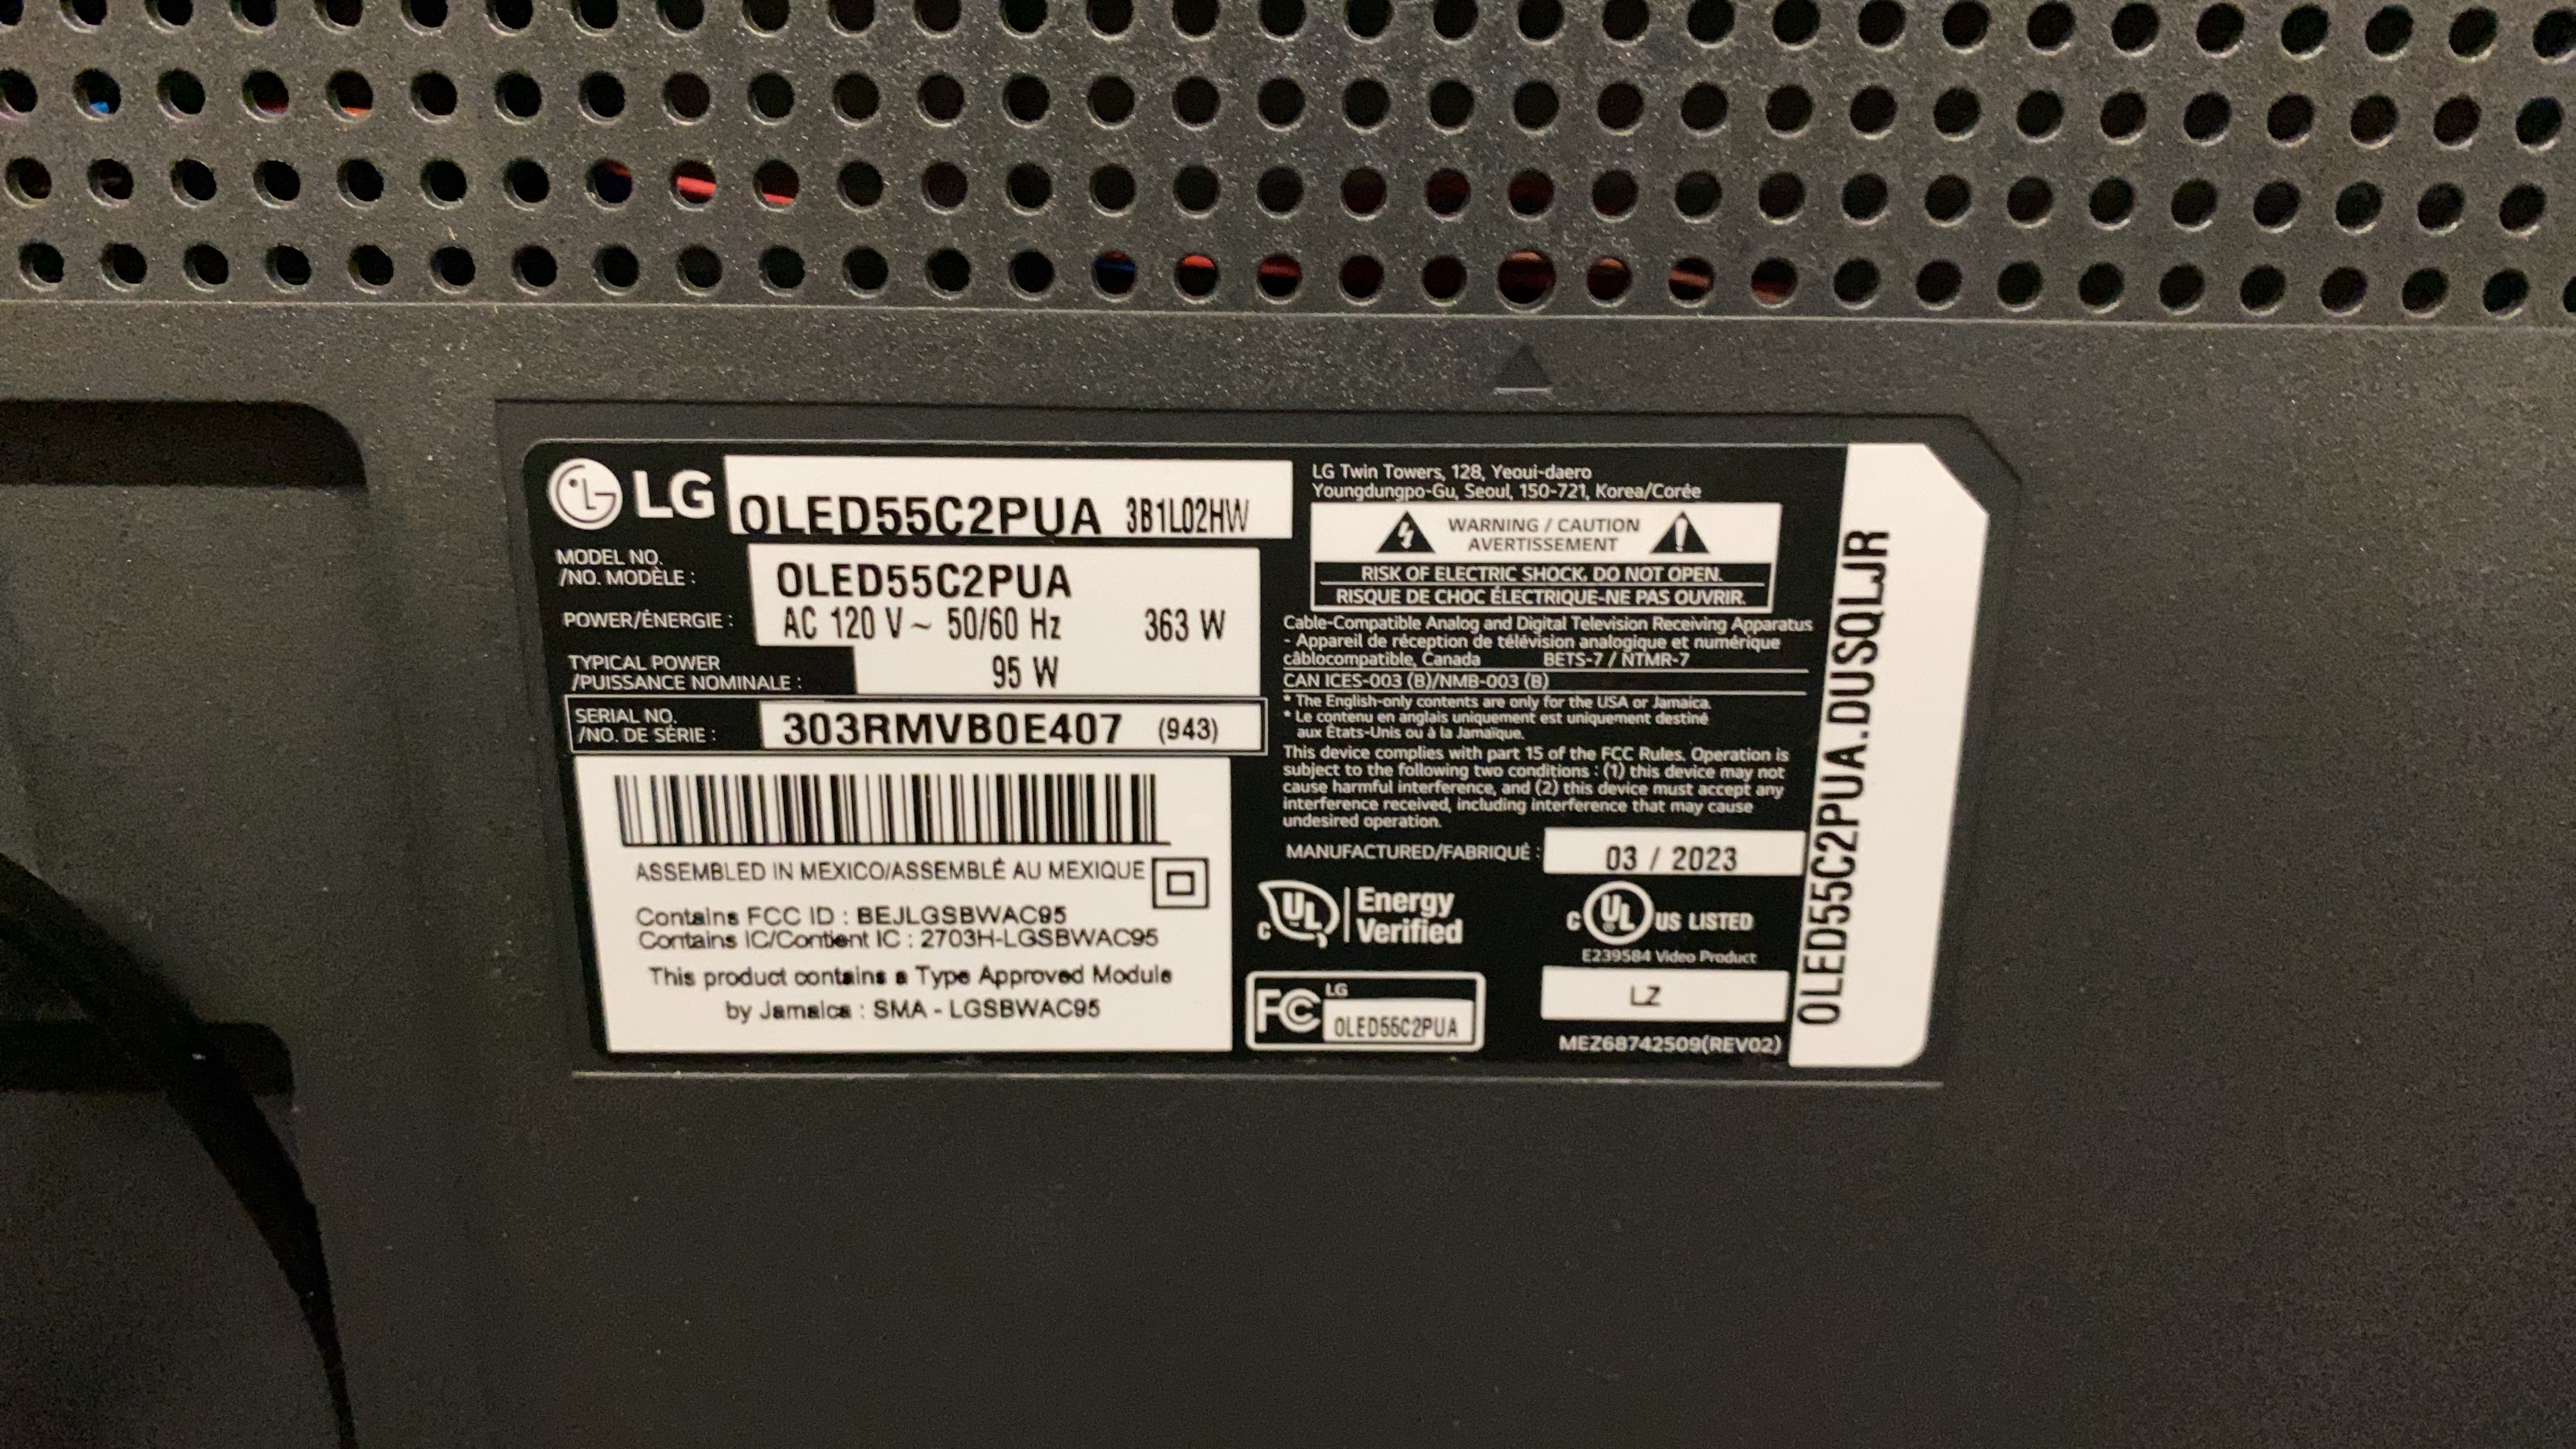 LG OLED55C2PUA 3B1L02HW
MODEL NO.
/NO. MODÈLE : OLED55C2PUA
POWER/ÉNERGIE : AC 120 V ~ 50/60 Hz 363 W
TYPICAL POWER
/PUISSANCE NOMINALE : 95 W
SERIAL NO.
/NO. DE SÉRIE : 303RMVB0E407 (943)
ASSEMBLED IN MEXICO/ASSEMBLÉ AU MEXIQUE
Contains FCC ID : BEJLGSBWAC95
Contains IC/Contient IC : 2703H-LGSBWAC95
This product contains a Type Approved Module
by Jamaica : SMA - LGSBWAC95
LG Twin Towers, 128, Yeoui-daero
Youngdungpo-Gu, Seoul, 150-721, Korea/Corée
WARNING / CAUTION
AVERTISSEMENT
RISK OF ELECTRIC SHOCK, DO NOT OPEN.
RISQUE DE CHOC ÉLECTRIQUE-NE PAS OUVRIR.
Cable-Compatible Analog and Digital Television Receiving Apparatus
- Appareil de réception de télévision analogique et numérique
câblocompatible, Canada BETS-7 / NTMR-7
CAN ICES-003 (B)/NMB-003 (B)
* The English-only contents are only for the USA or Jamaica.
* Le contenu en anglais uniquement est uniquement destiné
aux États-Unis ou à la Jamaïque.
This device complies with part 15 of the FCC Rules. Operation is
subject to the following two conditions : (1) this device may not
cause harmful interference, and (2) this device must accept any
interference received, including interference that may cause
undesired operation.
MANUFACTURED/FABRIQUÉ : 03 / 2023
C UL Energy
Verified
C UL US LISTED
E239584 Video Product
FC LG
OLED55C2PUA
LZ
MEZ68742509(REV02)
OLED55C2PUA.DUSQLJR